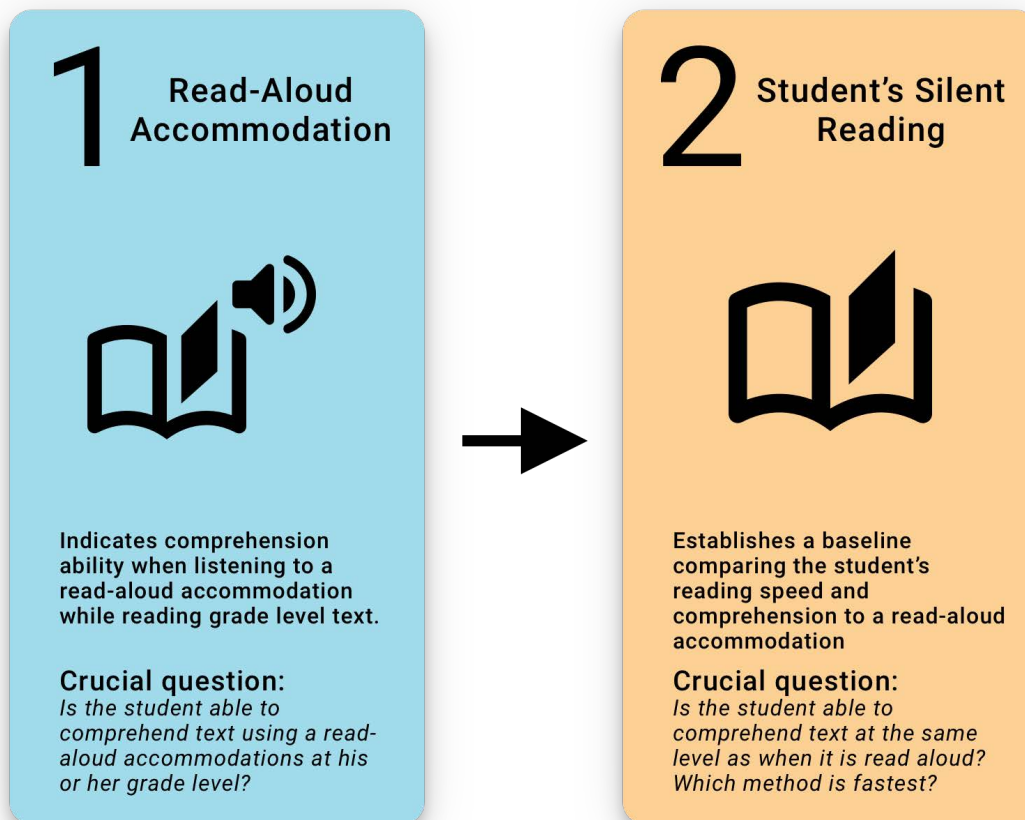 1
Read-Aloud
Accommodation
Indicates comprehension
ability when listening to a
read-aloud accommodation
while reading grade level text.
Crucial question:
Is the student able to
comprehend text using a read-
aloud accommodations at his
or her grade level?
2
Student’s Silent
Reading
Establishes a baseline
comparing the student’s
reading speed and
comprehension to a read-aloud
accommodation
Crucial question:
Is the student able to
comprehend text at the same
level as when it is read aloud?
Which method is fastest?